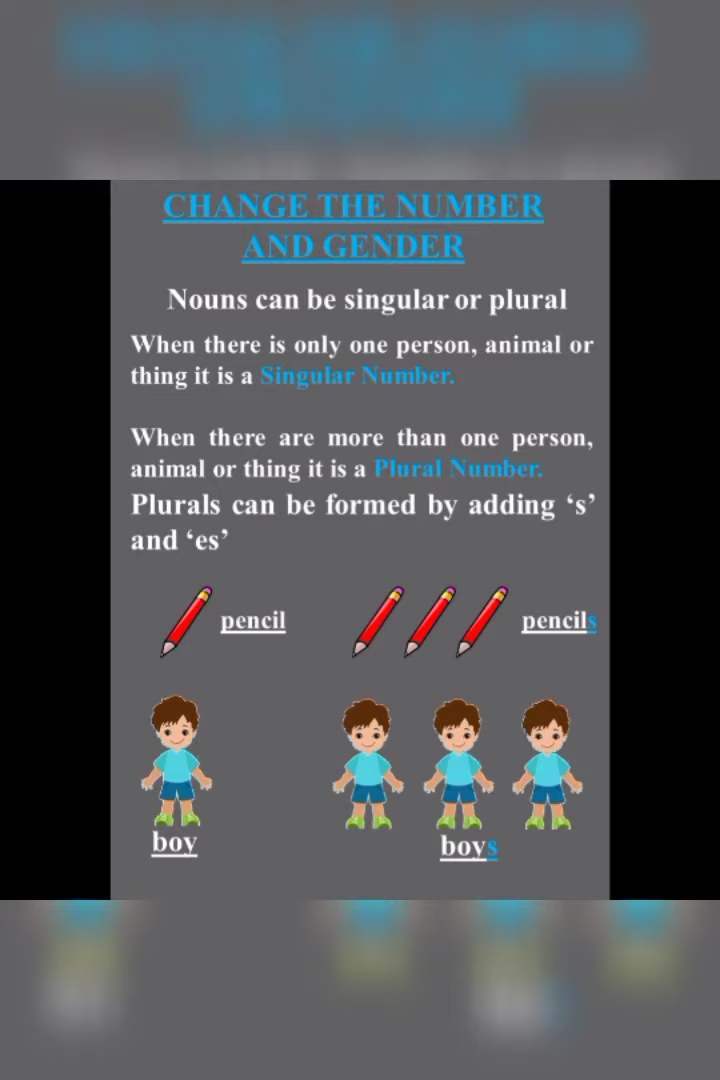 CHANGE THE NUMBER
AND GENDER
Nouns can be singular or plural
When there is only one person, animal or
thing it is a Singular Number.
When there are more than one person,
animal or thing it is a Plural Number.
Plurals can be formed by adding ‘s’
and ‘es’
pencil
pencils
boy
boys